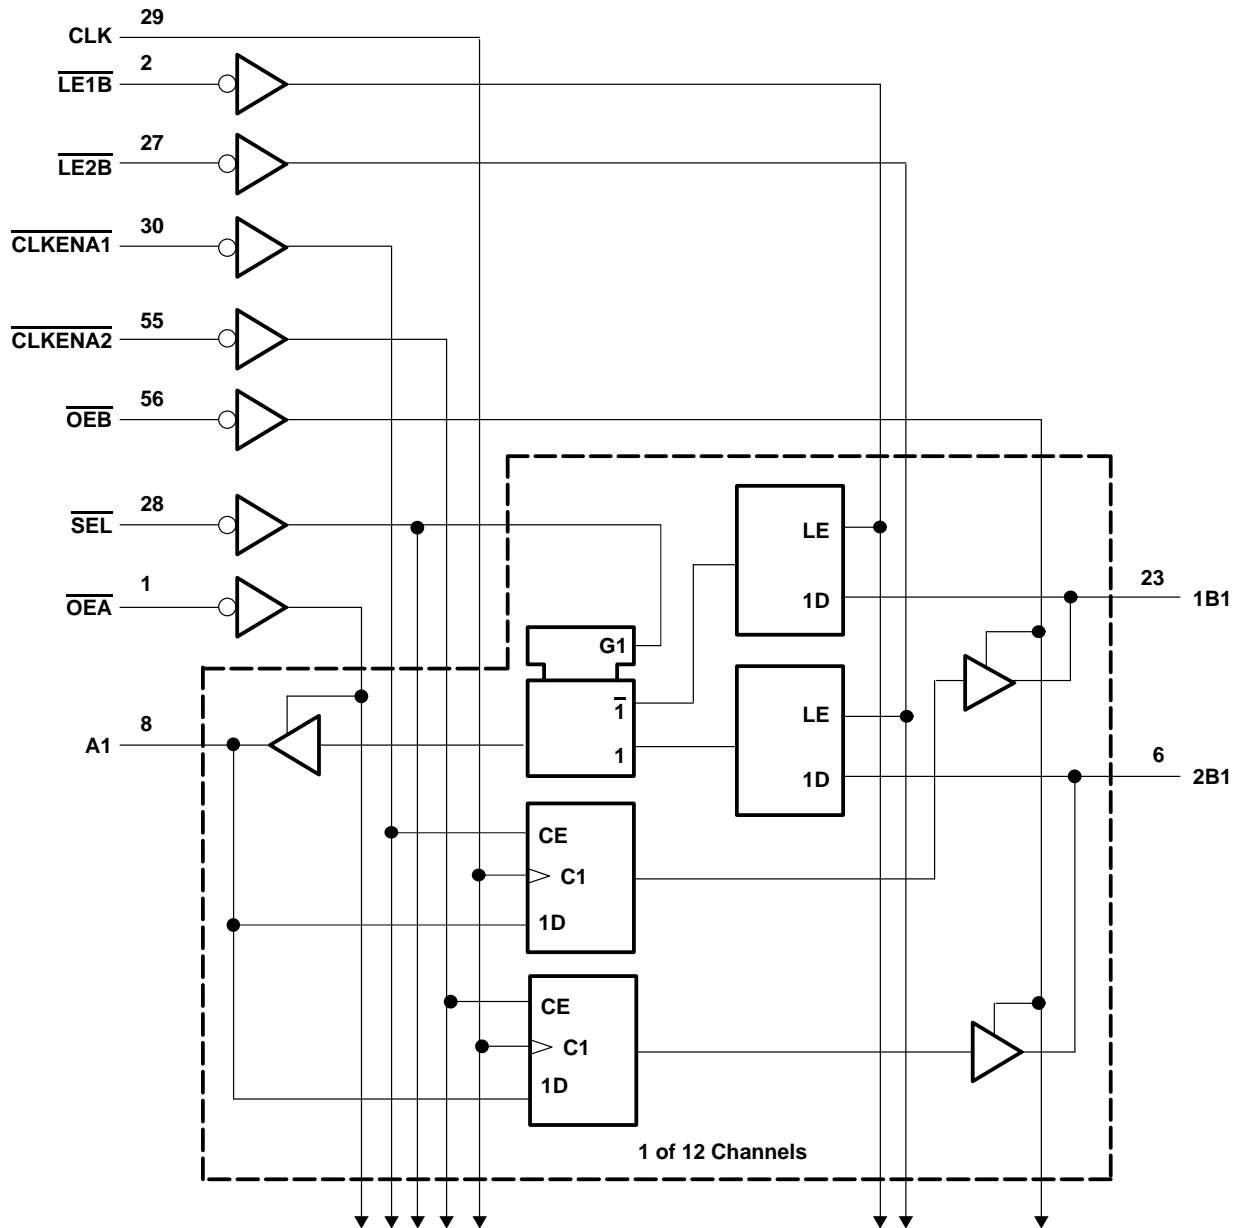 29
CLK
2
LE1B
27
LE2B
30
CLKENA1
55
CLKENA2
56
OEB
28
SEL
1
OEA
LE
1D
23
1B1
G1
1
1
8
A1
LE
1D
6
2B1
CE
C1
1D
CE
C1
1D
1 of 12 Channels